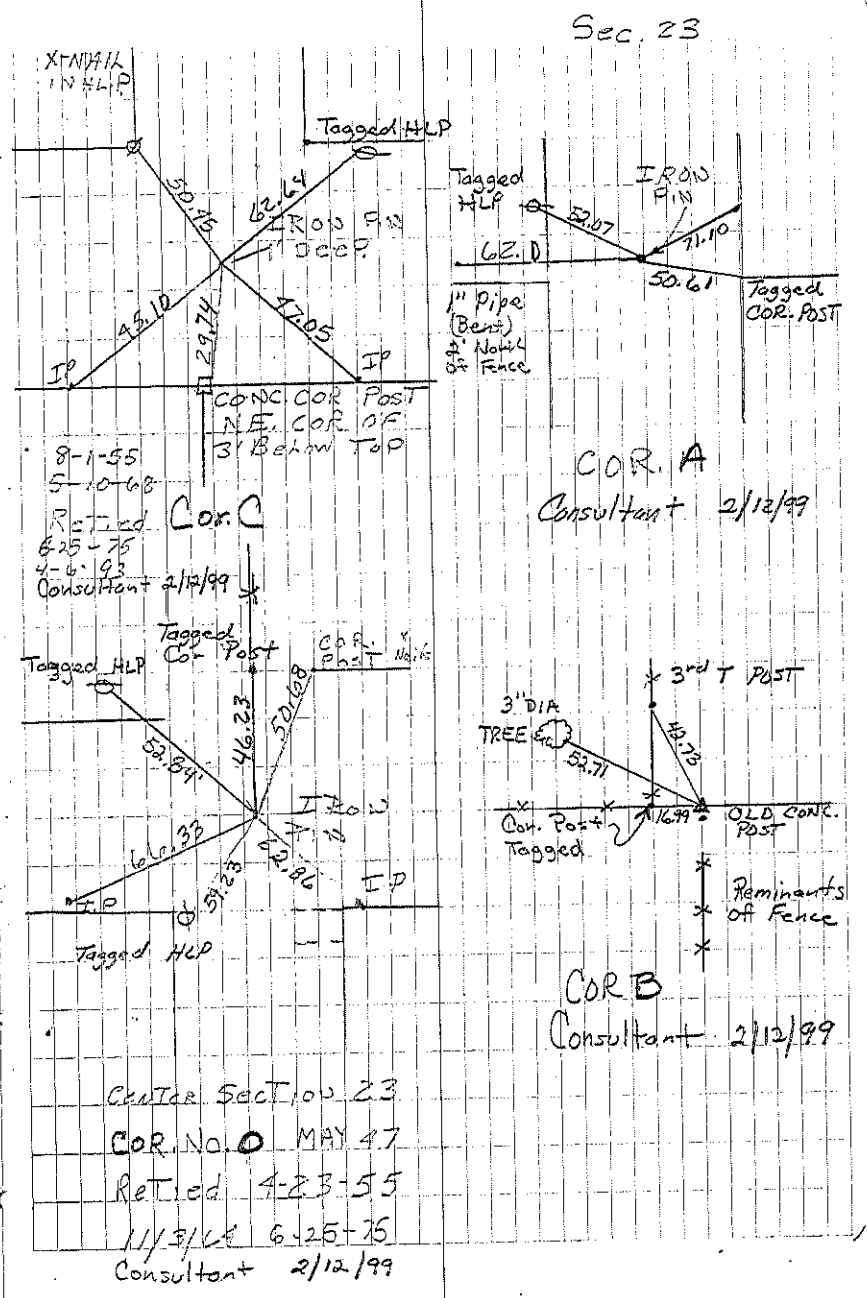 Sec. 23
X-NAIL
IN HLP
Tagged HLP
50.75
62.64
IRON PIN
1' DEEP
45.10
29.74
47.05
IP
IP
CONC. COR POST
N.E. COR OF
3' Below Top
8-1-55
5-10-68
ReTied
6-25-75
4-6-93
Consultant 2/12/99
Cor. C
Tagged
HLP
52.07
IRON
PIN
71.10
62.0
50.61
1" Pipe
(Bent)
2' North
of Fence
Tagged
COR. POST
COR. A
Consultant 2/12/99
Tagged
Cor Post
COR.
Post
Tagged HLP
52.84'
46.23
50.68
IRON
PIN
66.33
59.23
62.86
I.P
I.P
Tagged HLP
3rd T POST
3" DIA
TREE
52.71
42.73
16.99
Cor. Post
Tagged
OLD CONC.
POST
Reminants
of Fence
COR B
Consultant 2/12/99
CENTER SECTION 23
COR. No. O MAY 47
ReTied 4-23-55
6-25-75
Consultant 2/12/99